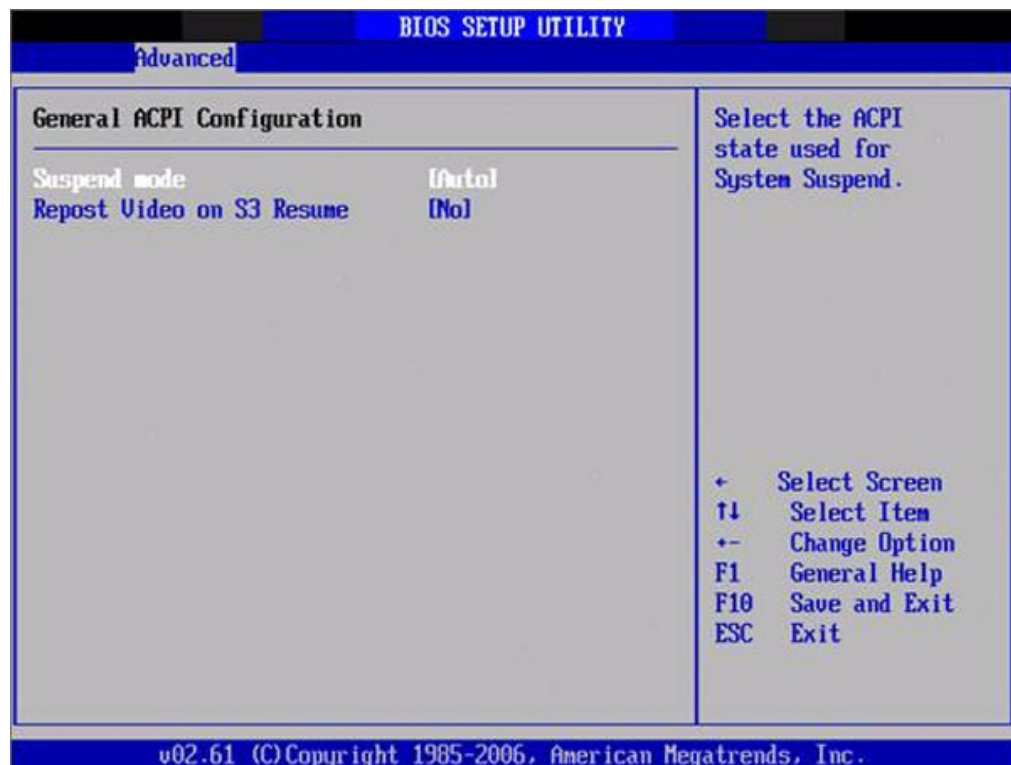 BIOS SETUP UTILITY
Advanced
General ACPI Configuration
Suspend mode [Auto]
Repost Video on S3 Resume [No]
Select the ACPI
state used for
System Suspend.
← Select Screen
↑↓ Select Item
+- Change Option
F1 General Help
F10 Save and Exit
ESC Exit
v02.61 (C)Copyright 1985-2006, American Megatrends, Inc.